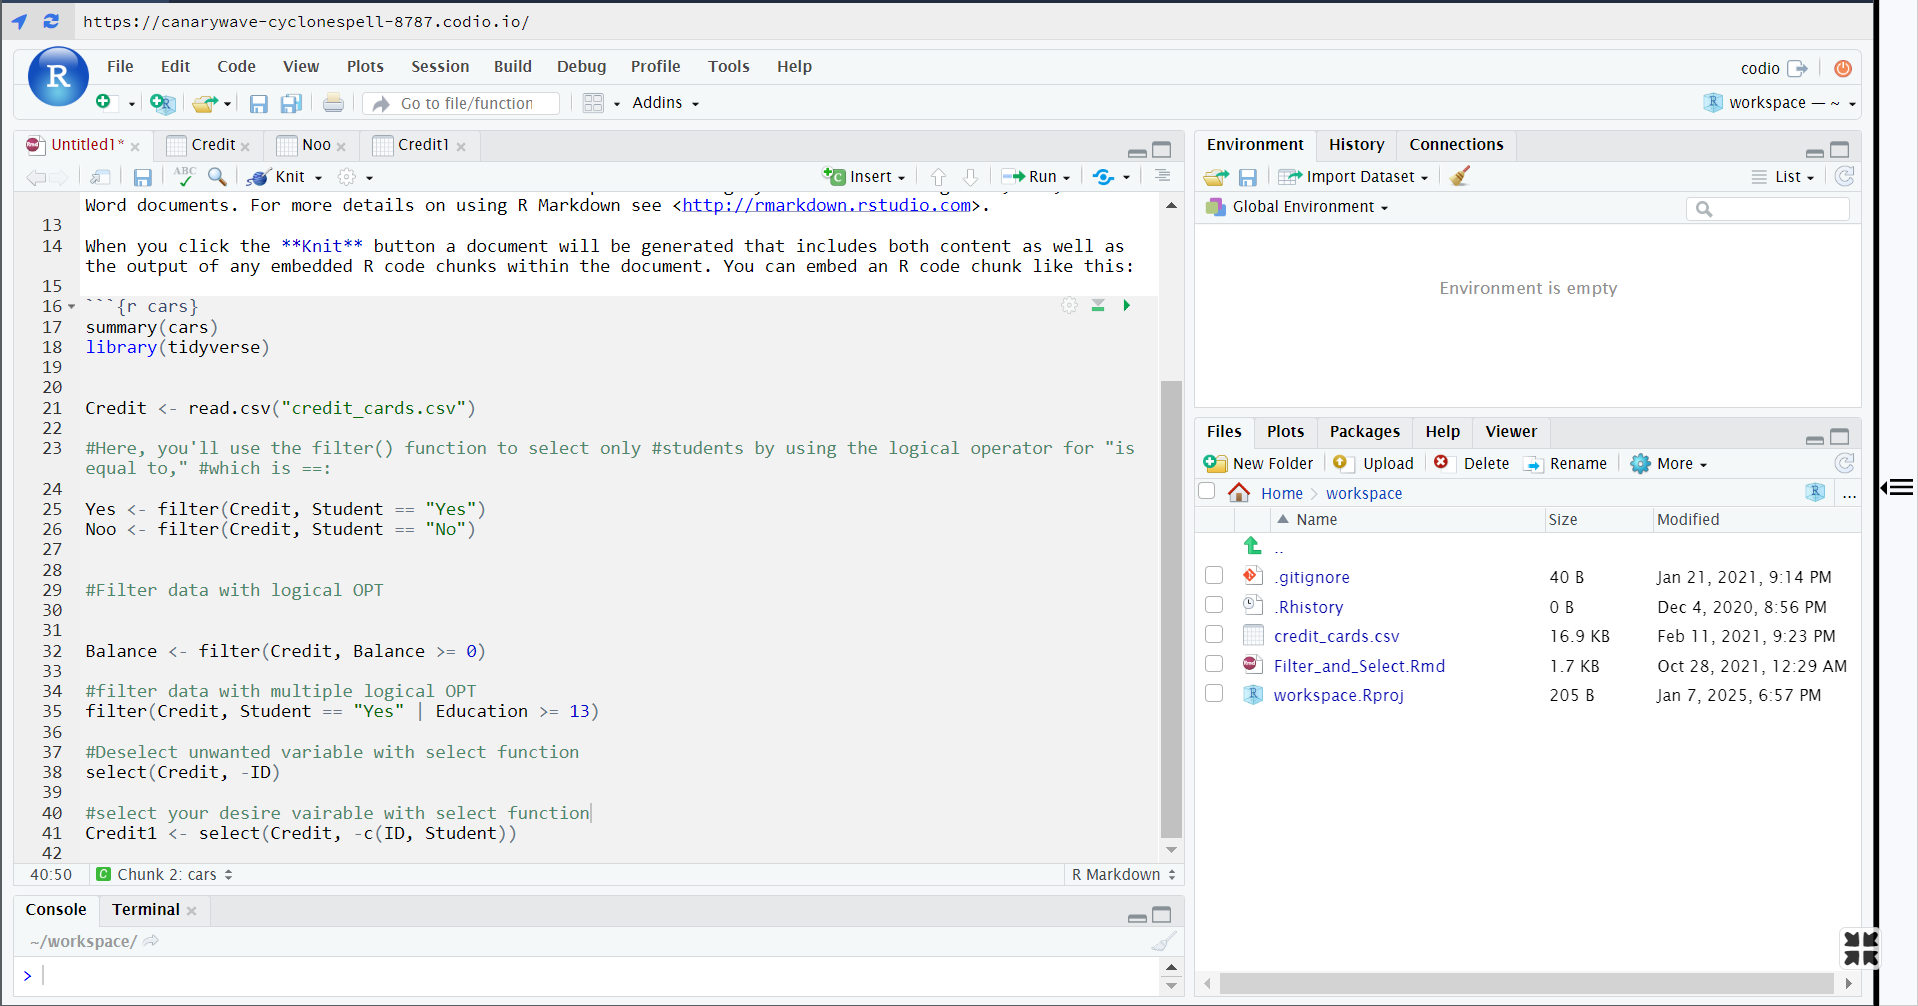 https://canarywave-cyclonespell-8787.codio.io/
R
File Edit Code View Plots Session Build Debug Profile Tools Help
codio
Go to file/function
Addins
workspace — ~
Untitled1* Credit Noo Credit1
ABC Knit Insert Run
Word documents. For more details on using R Markdown see <http://rmarkdown.rstudio.com>.
13
14 When you click the **Knit** button a document will be generated that includes both content as well as
the output of any embedded R code chunks within the document. You can embed an R code chunk like this:
15
16 ```{r cars}
17 summary(cars)
18 library(tidyverse)
19
20
21 Credit <- read.csv("credit_cards.csv")
22
23 #Here, you'll use the filter() function to select only #students by using the logical operator for "is
equal to," #which is ==:
24
25 Yes <- filter(Credit, Student == "Yes")
26 Noo <- filter(Credit, Student == "No")
27
28
29 #Filter data with logical OPT
30
31
32 Balance <- filter(Credit, Balance >= 0)
33
34 #filter data with multiple logical OPT
35 filter(Credit, Student == "Yes" | Education >= 13)
36
37 #Deselect unwanted variable with select function
38 select(Credit, -ID)
39
40 #select your desire vairable with select function
41 Credit1 <- select(Credit, -c(ID, Student))
42
40:50 C Chunk 2: cars R Markdown
Console Terminal
~/workspace/
>
Environment History Connections
Import Dataset List
Global Environment
Environment is empty
Files Plots Packages Help Viewer
New Folder Upload Delete Rename More
Home workspace R ...
Name Size Modified
..
.gitignore 40 B Jan 21, 2021, 9:14 PM
.Rhistory 0 B Dec 4, 2020, 8:56 PM
credit_cards.csv 16.9 KB Feb 11, 2021, 9:23 PM
Filter_and_Select.Rmd 1.7 KB Oct 28, 2021, 12:29 AM
workspace.Rproj 205 B Jan 7, 2025, 6:57 PM